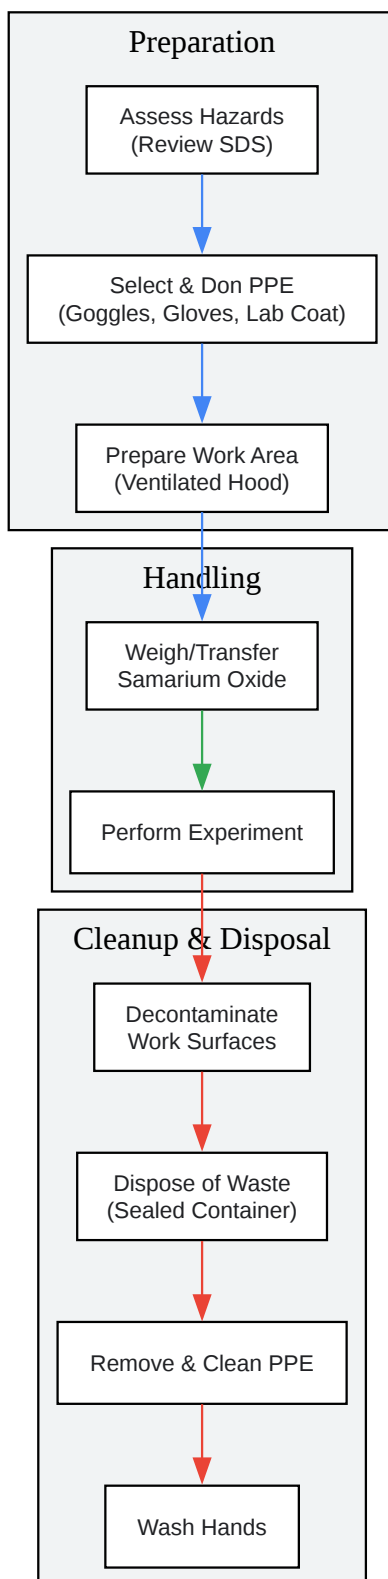 Preparation
Assess Hazards
(Review SDS)
Select & Don PPE
(Goggles, Gloves, Lab Coat)
Prepare Work Area
(Ventilated Hood)
Handling
Weigh/Transfer
Samarium Oxide
Perform Experiment
Cleanup & Disposal
Decontaminate
Work Surfaces
Dispose of Waste
(Sealed Container)
Remove & Clean PPE
Wash Hands